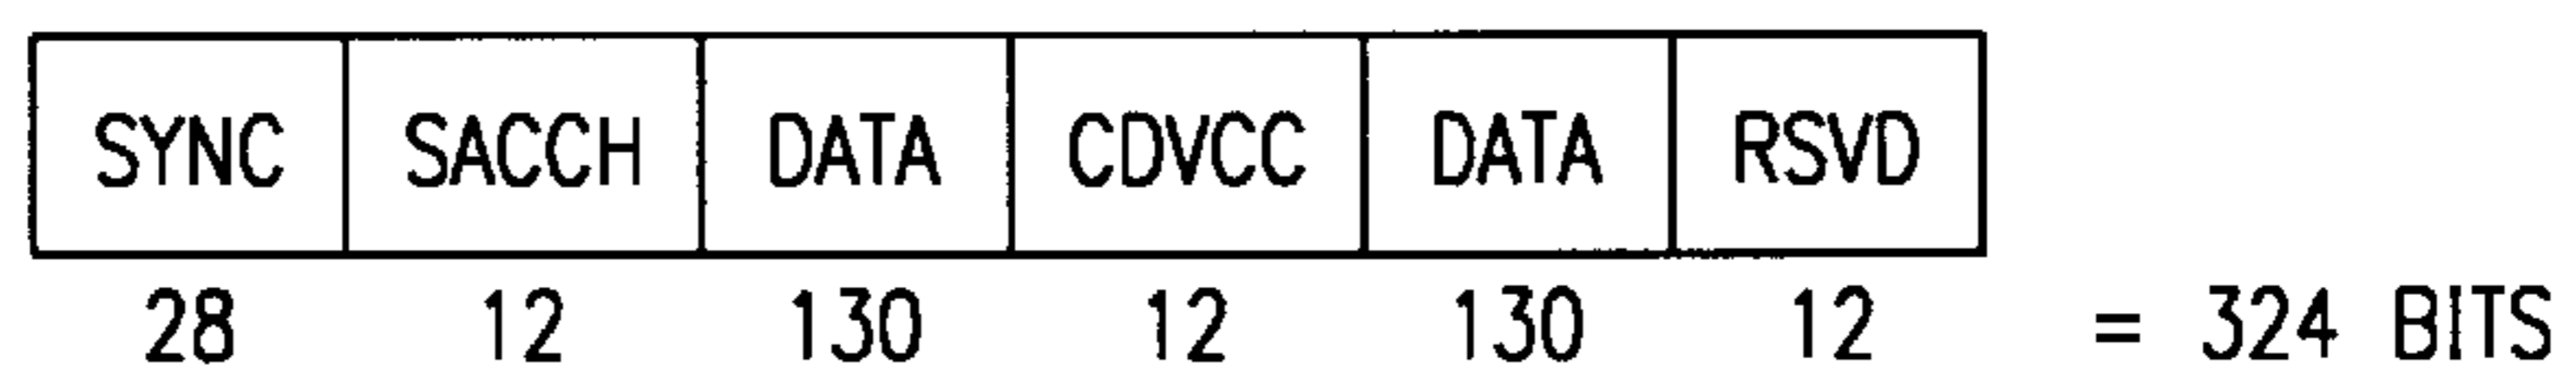 SYNC SACCH DATA CDVCC DATA RSVD
28 12 130 12 130 12 = 324 BITS